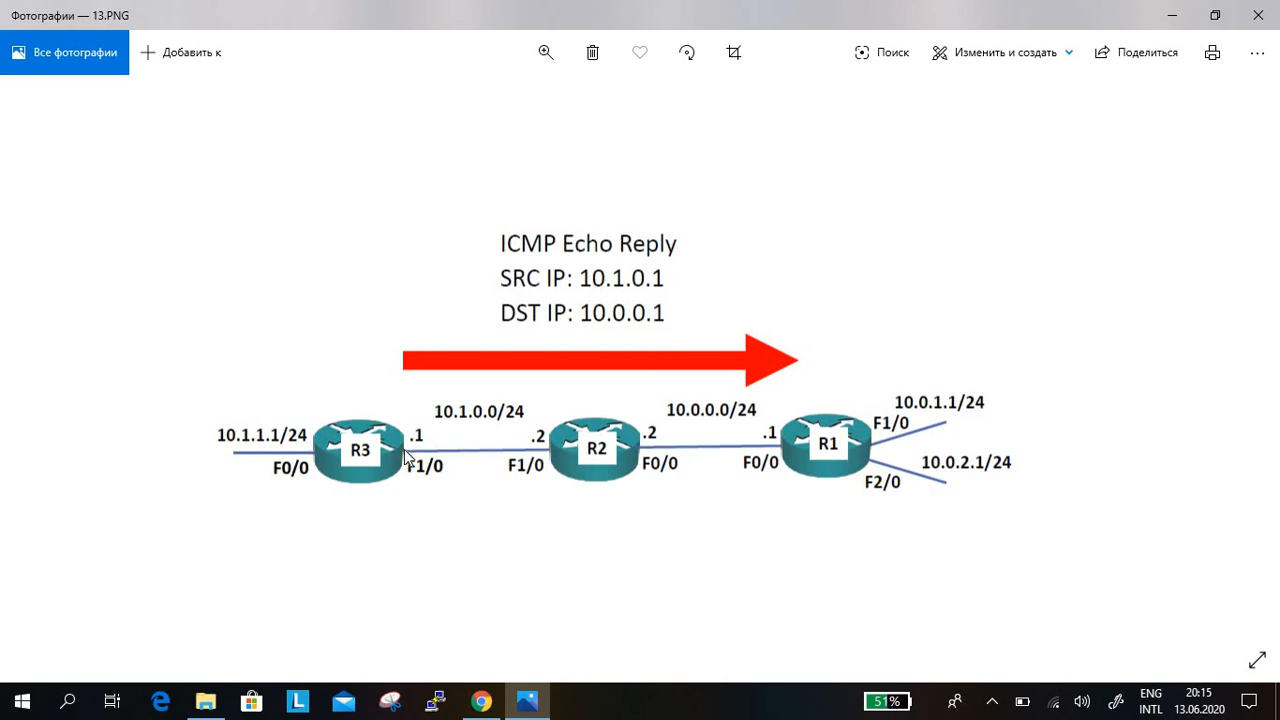 Фотографии — 13.PNG
Все фотографии
Добавить к
Поиск
Изменить и создать
Поделиться
ICMP Echo Reply
SRC IP: 10.1.0.1
DST IP: 10.0.0.1
10.1.1.1/24
F0/0
R3
.1
F1/0
10.1.0.0/24
.2
F1/0
R2
.2
F0/0
10.0.0.0/24
.1
F0/0
R1
F1/0
10.0.1.1/24
F2/0
10.0.2.1/24
51%
ENG
INTL
20:15
13.06.2020